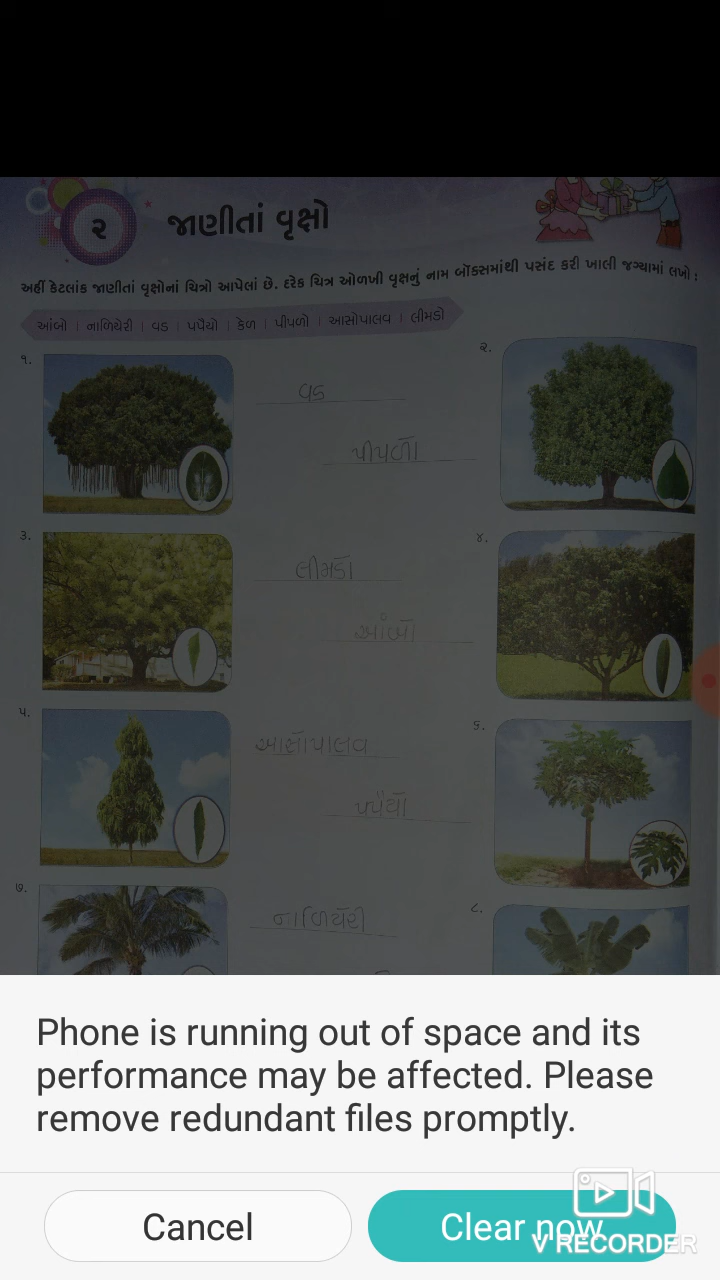 ૨
જાણીતાં વૃક્ષો
અહીં કેટલાંક જાણીતાં વૃક્ષોનાં ચિત્રો આપેલાં છે. દરેક ચિત્ર ઓળખી વૃક્ષનું નામ બૉક્સમાંથી પસંદ કરી ખાલી જગ્યામાં લખો :
આંબો | નાળિયેરી | વડ | પપૈયો | કેળ | પીપળો | આસોપાલવ | લીમડો
૧.
વડ
૨.
પીપળો
૩.
લીમડો
૪.
આંબો
૫.
આસોપાલવ
૬.
પપૈયો
૭.
નાળિયેરી
૮.
Phone is running out of space and its
performance may be affected. Please
remove redundant files promptly.
Cancel
Clear now
V RECORDER